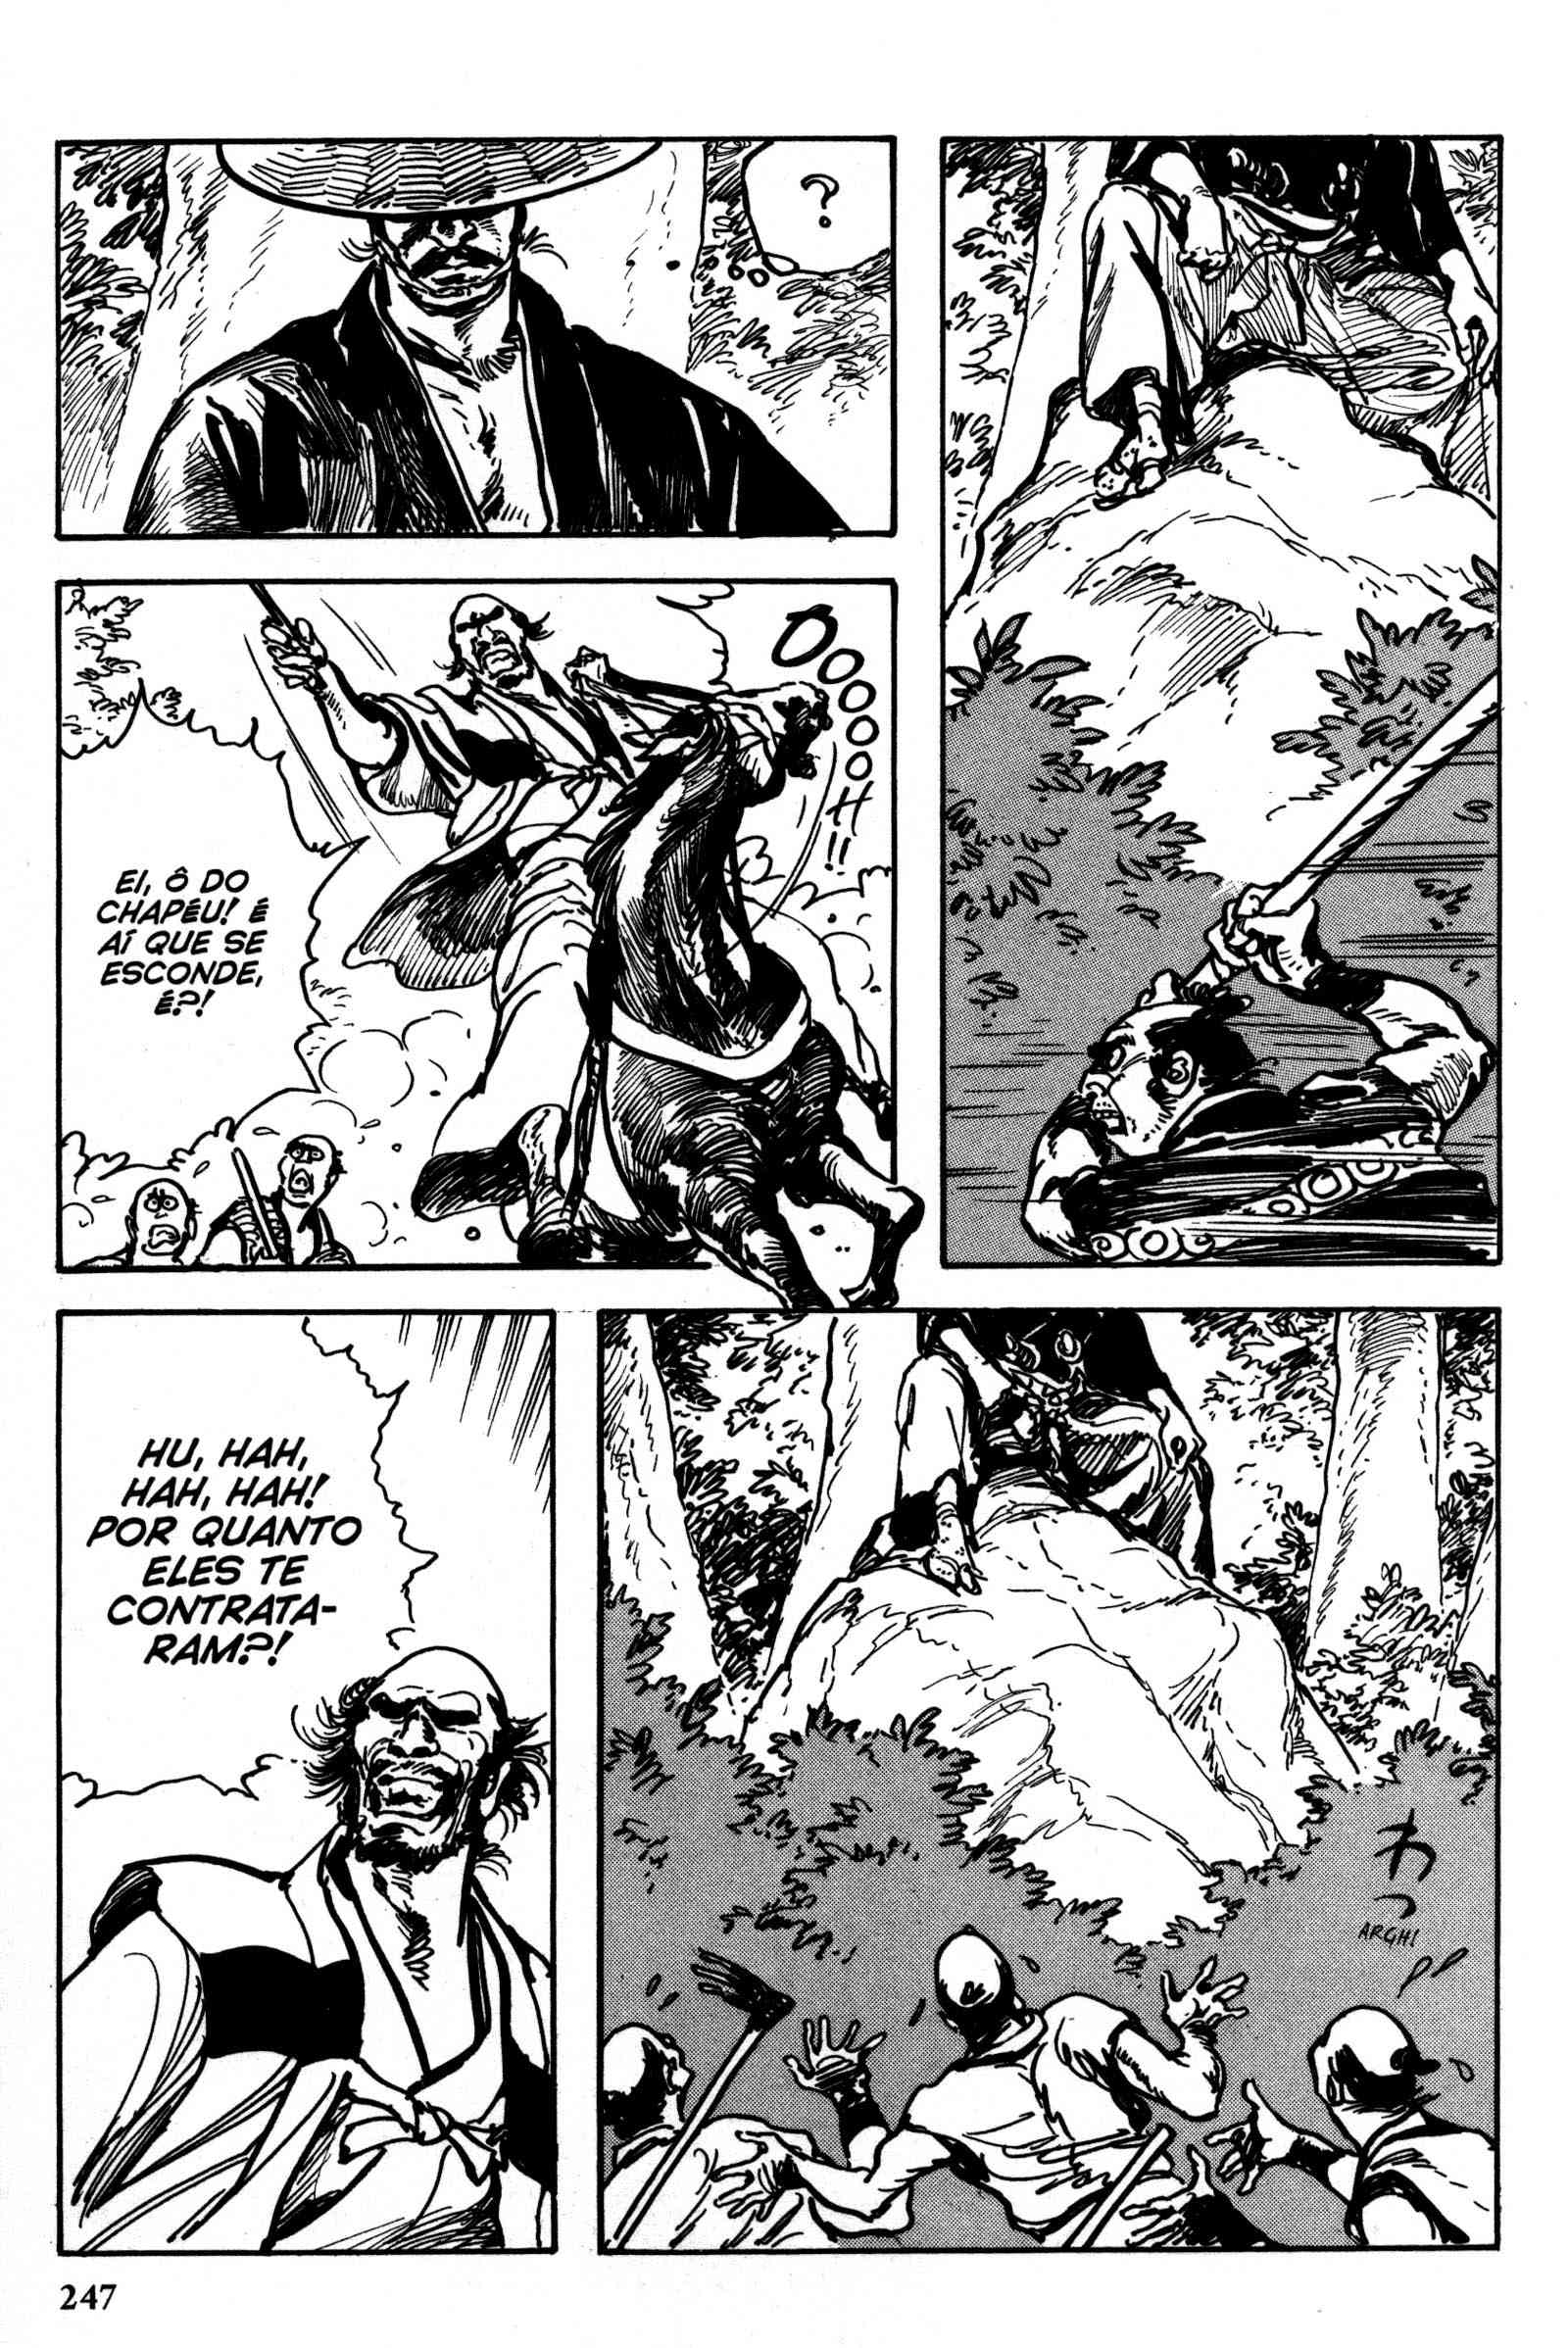 ?
OOOOOOH!!
EI, Ô DO
CHAPÉU! É
AÍ QUE SE
ESCONDE,
É?!
わっ
ARGH!
HU, HAH,
HAH, HAH!
POR QUANTO
ELES TE
CONTRATA-
RAM?!
247